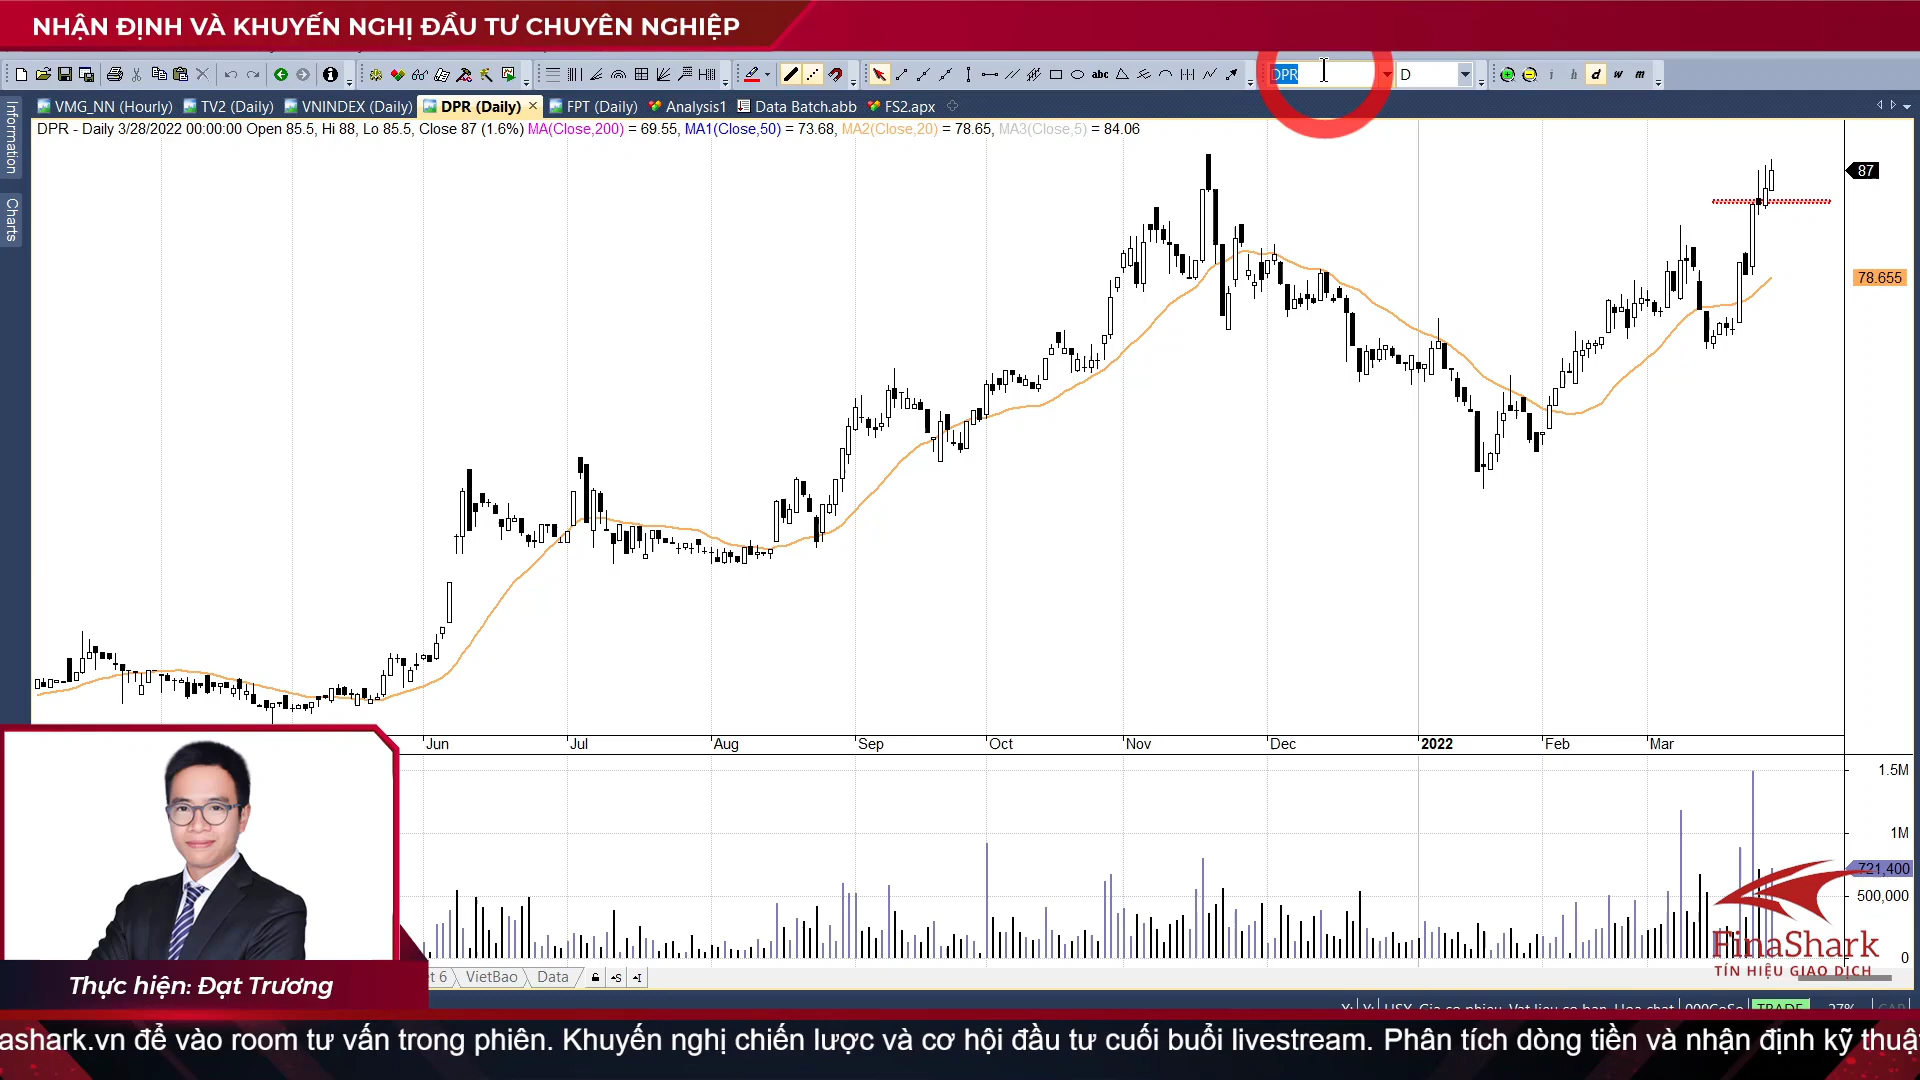 NHẬN ĐỊNH VÀ KHUYẾN NGHỊ ĐẦU TƯ CHUYÊN NGHIỆP
abc
DPR
D
i h d w m
Information
Charts
VMG_NN (Hourly)
TV2 (Daily)
VNINDEX (Daily)
DPR (Daily)
FPT (Daily)
Analysis1
Data Batch.abb
FS2.apx
DPR - Daily 3/28/2022 00:00:00 Open 85.5, Hi 88, Lo 85.5, Close 87 (1.6%) MA(Close,200) = 69.55, MA1(Close,50) = 73.68, MA2(Close,20) = 78.65, MA3(Close,5) = 84.06
87
78.655
Jun Jul Aug Sep Oct Nov Dec 2022 Feb Mar
1.5M
1M
721,400
500,000
0
FinaShark
TÍN HIỆU GIAO DỊCH
6
VietBao
Data
Thực hiện: Đạt Trương
ashark.vn để vào room tư vấn trong phiên. Khuyến nghị chiến lược và cơ hội đầu tư cuối buổi livestream. Phân tích dòng tiền và nhận định kỹ thuậ